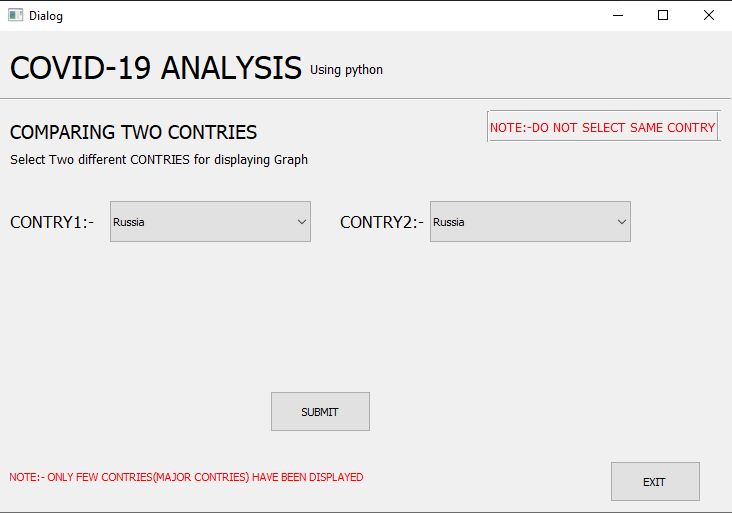 Dialog
COVID-19 ANALYSIS Using python
COMPARING TWO CONTRIES
NOTE:-DO NOT SELECT SAME CONTRY
Select Two different CONTRIES for displaying Graph
CONTRY1:- Russia CONTRY2:- Russia
SUBMIT
NOTE:- ONLY FEW CONTRIES(MAJOR CONTRIES) HAVE BEEN DISPLAYED
EXIT